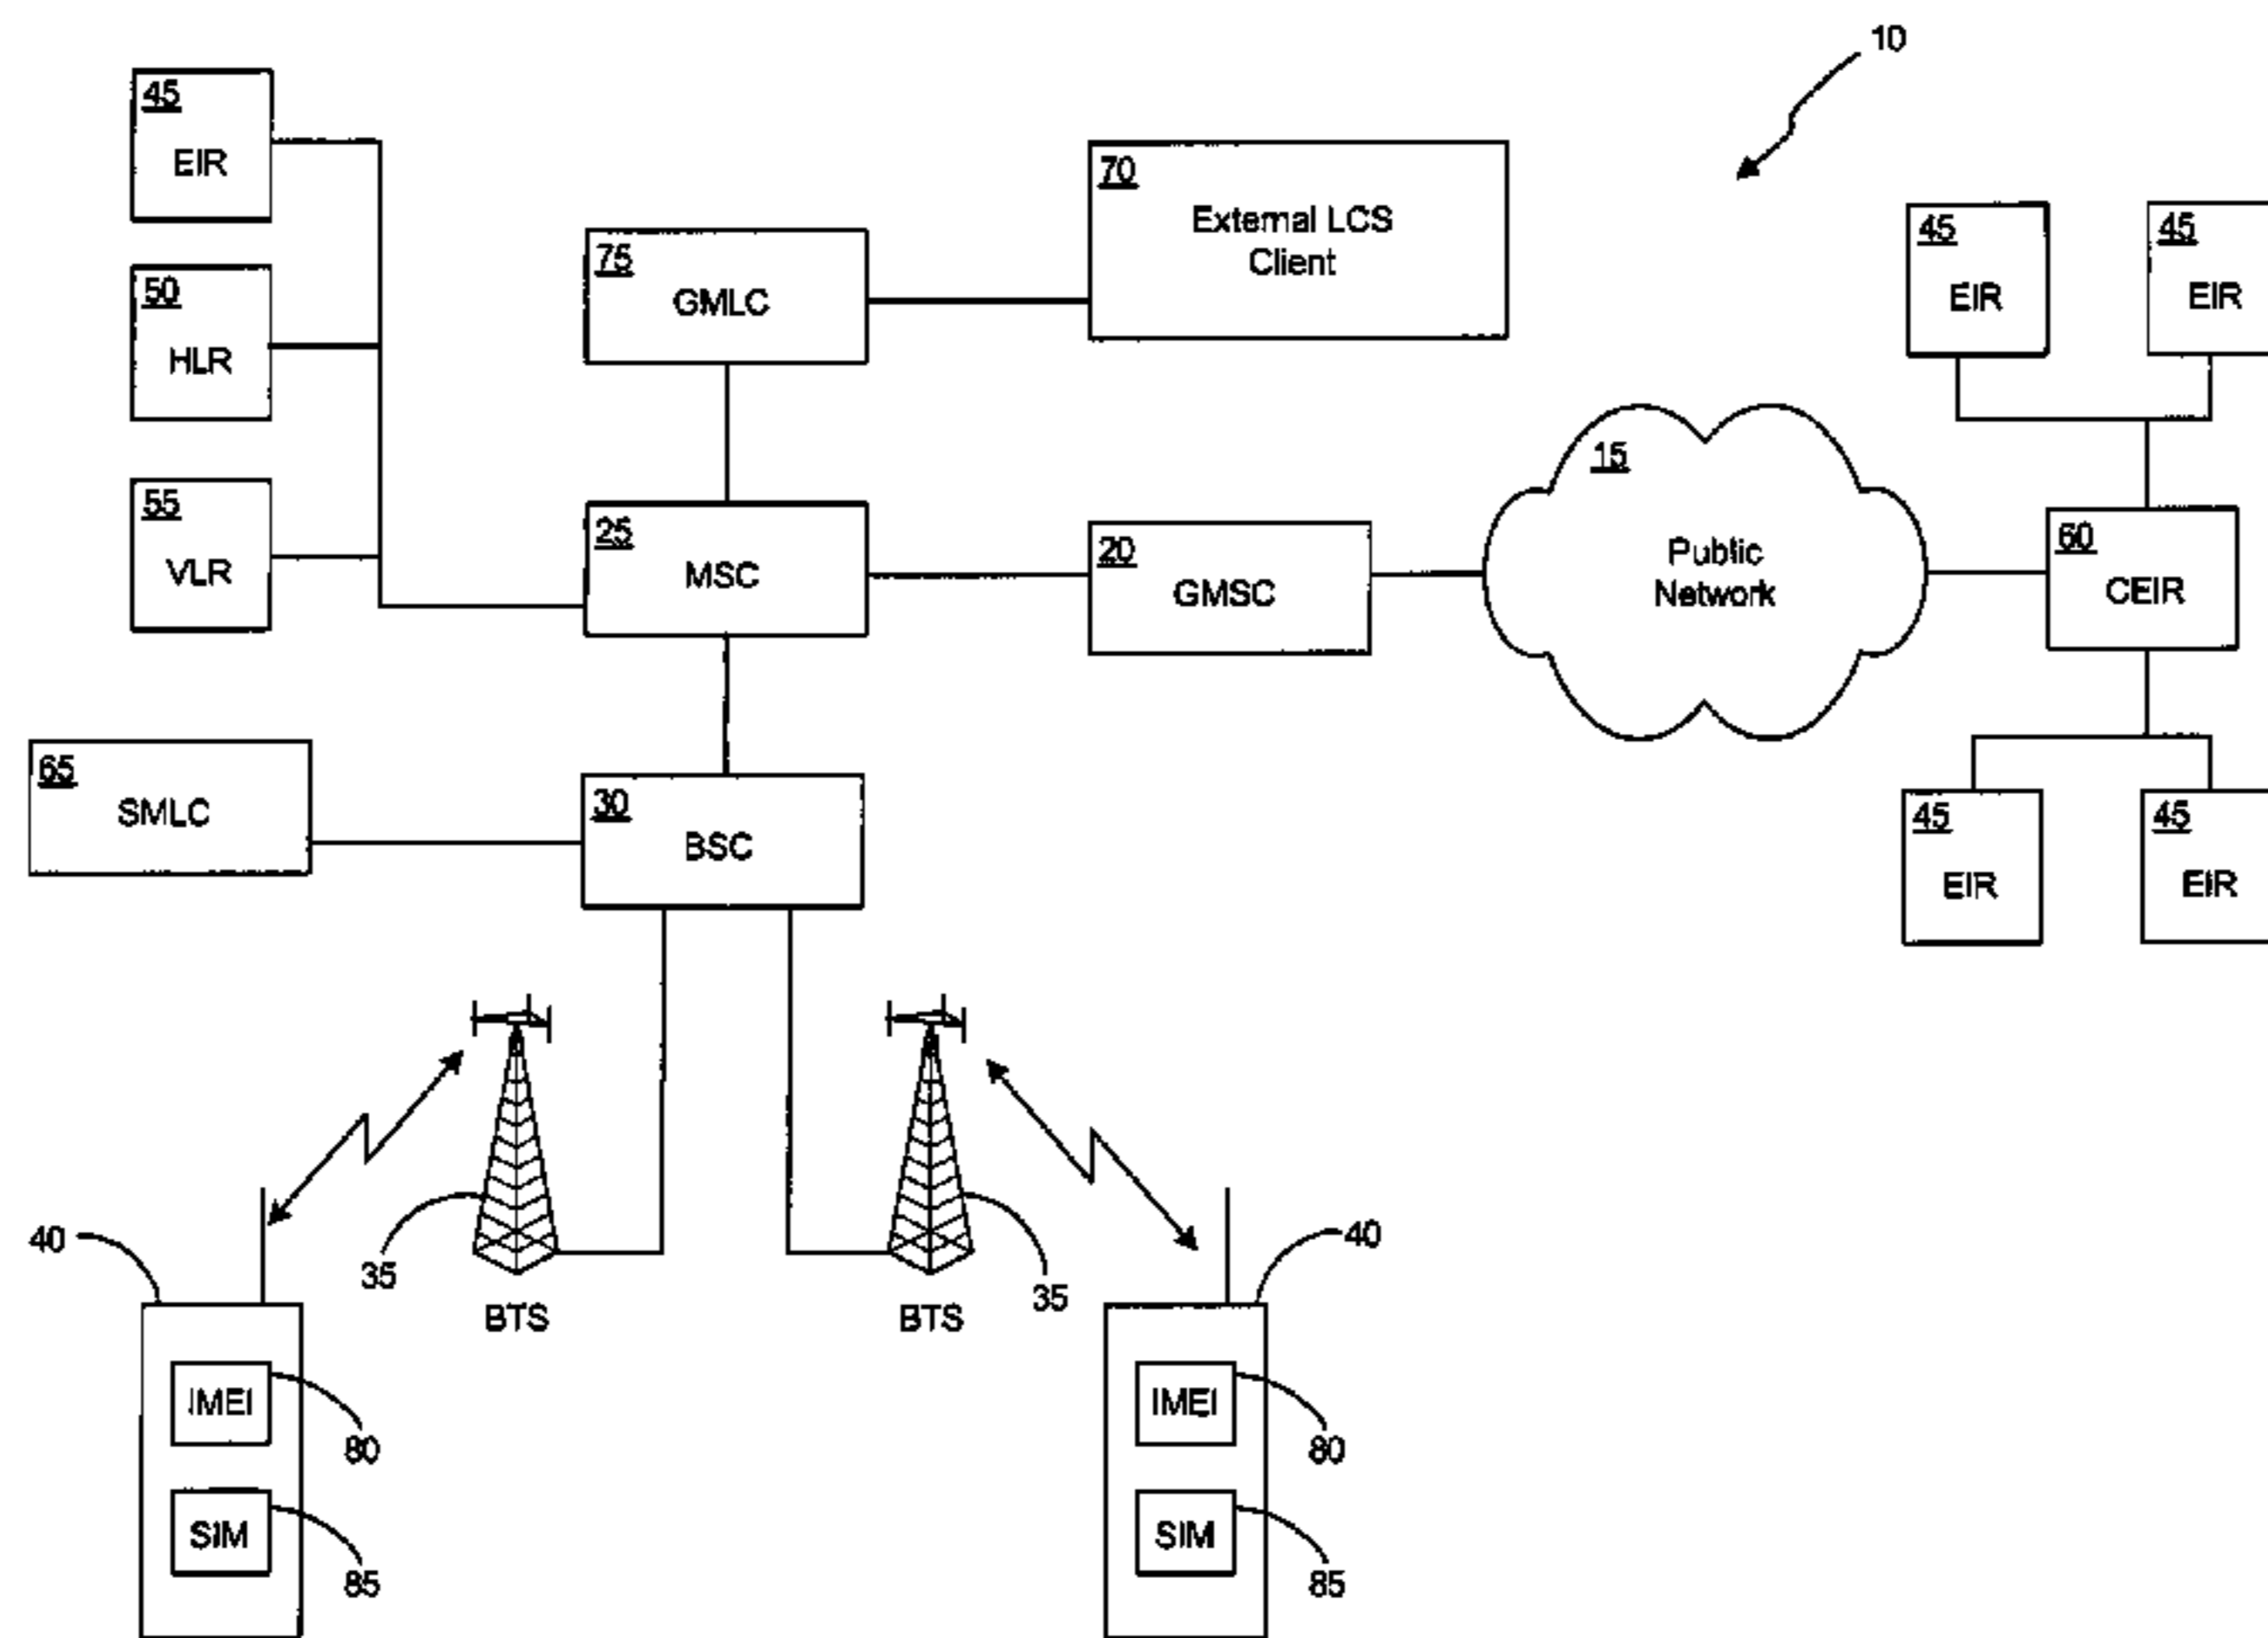 10
45
EIR
70
External LCS
Client
75
GMLC
45
EIR
45
EIR
50
HLR
15
Public
Network
55
VLR
25
MSC
20
GMSC
60
CEIR
65
SMLC
30
BSC
45
EIR
45
EIR
40
35
BTS
35
BTS
40
IMEI
80
SIM
85
IMEI
80
SIM
85